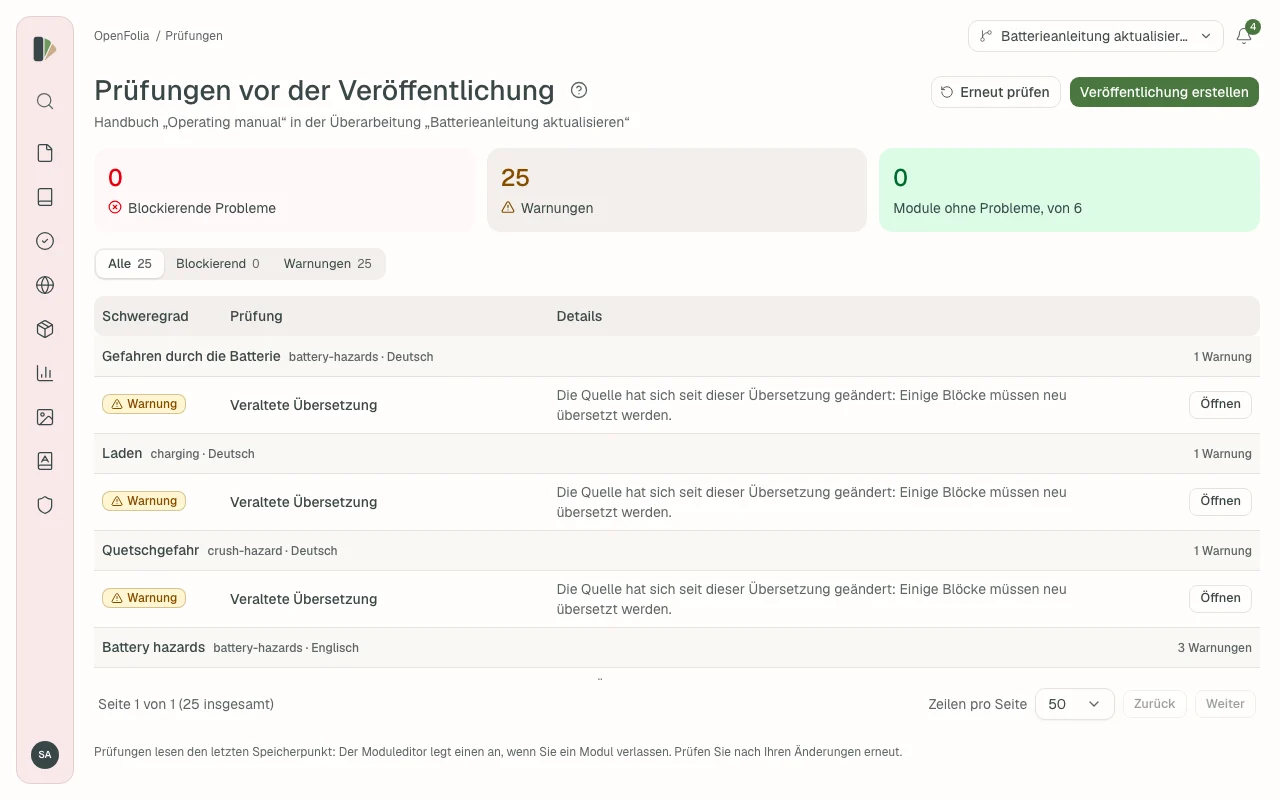 OpenFolia / Prüfungen
Batterieanleitung aktualisier...
4
Prüfungen vor der Veröffentlichung
Erneut prüfen
Veröffentlichung erstellen
Handbuch „Operating manual“ in der Überarbeitung „Batterieanleitung aktualisieren“
0
Blockierende Probleme
25
Warnungen
0
Module ohne Probleme, von 6
Alle 25
Blockierend 0
Warnungen 25
Schweregrad Prüfung Details
Gefahren durch die Batterie battery-hazards · Deutsch 1 Warnung
Warnung Veraltete Übersetzung Die Quelle hat sich seit dieser Übersetzung geändert: Einige Blöcke müssen neu
übersetzt werden.
Öffnen
Laden charging · Deutsch 1 Warnung
Warnung Veraltete Übersetzung Die Quelle hat sich seit dieser Übersetzung geändert: Einige Blöcke müssen neu
übersetzt werden.
Öffnen
Quetschgefahr crush-hazard · Deutsch 1 Warnung
Warnung Veraltete Übersetzung Die Quelle hat sich seit dieser Übersetzung geändert: Einige Blöcke müssen neu
übersetzt werden.
Öffnen
Battery hazards battery-hazards · Englisch 3 Warnungen
Seite 1 von 1 (25 insgesamt)
Zeilen pro Seite 50 Zurück Weiter
Prüfungen lesen den letzten Speicherpunkt: Der Moduleditor legt einen an, wenn Sie ein Modul verlassen. Prüfen Sie nach Ihren Änderungen erneut.
SA